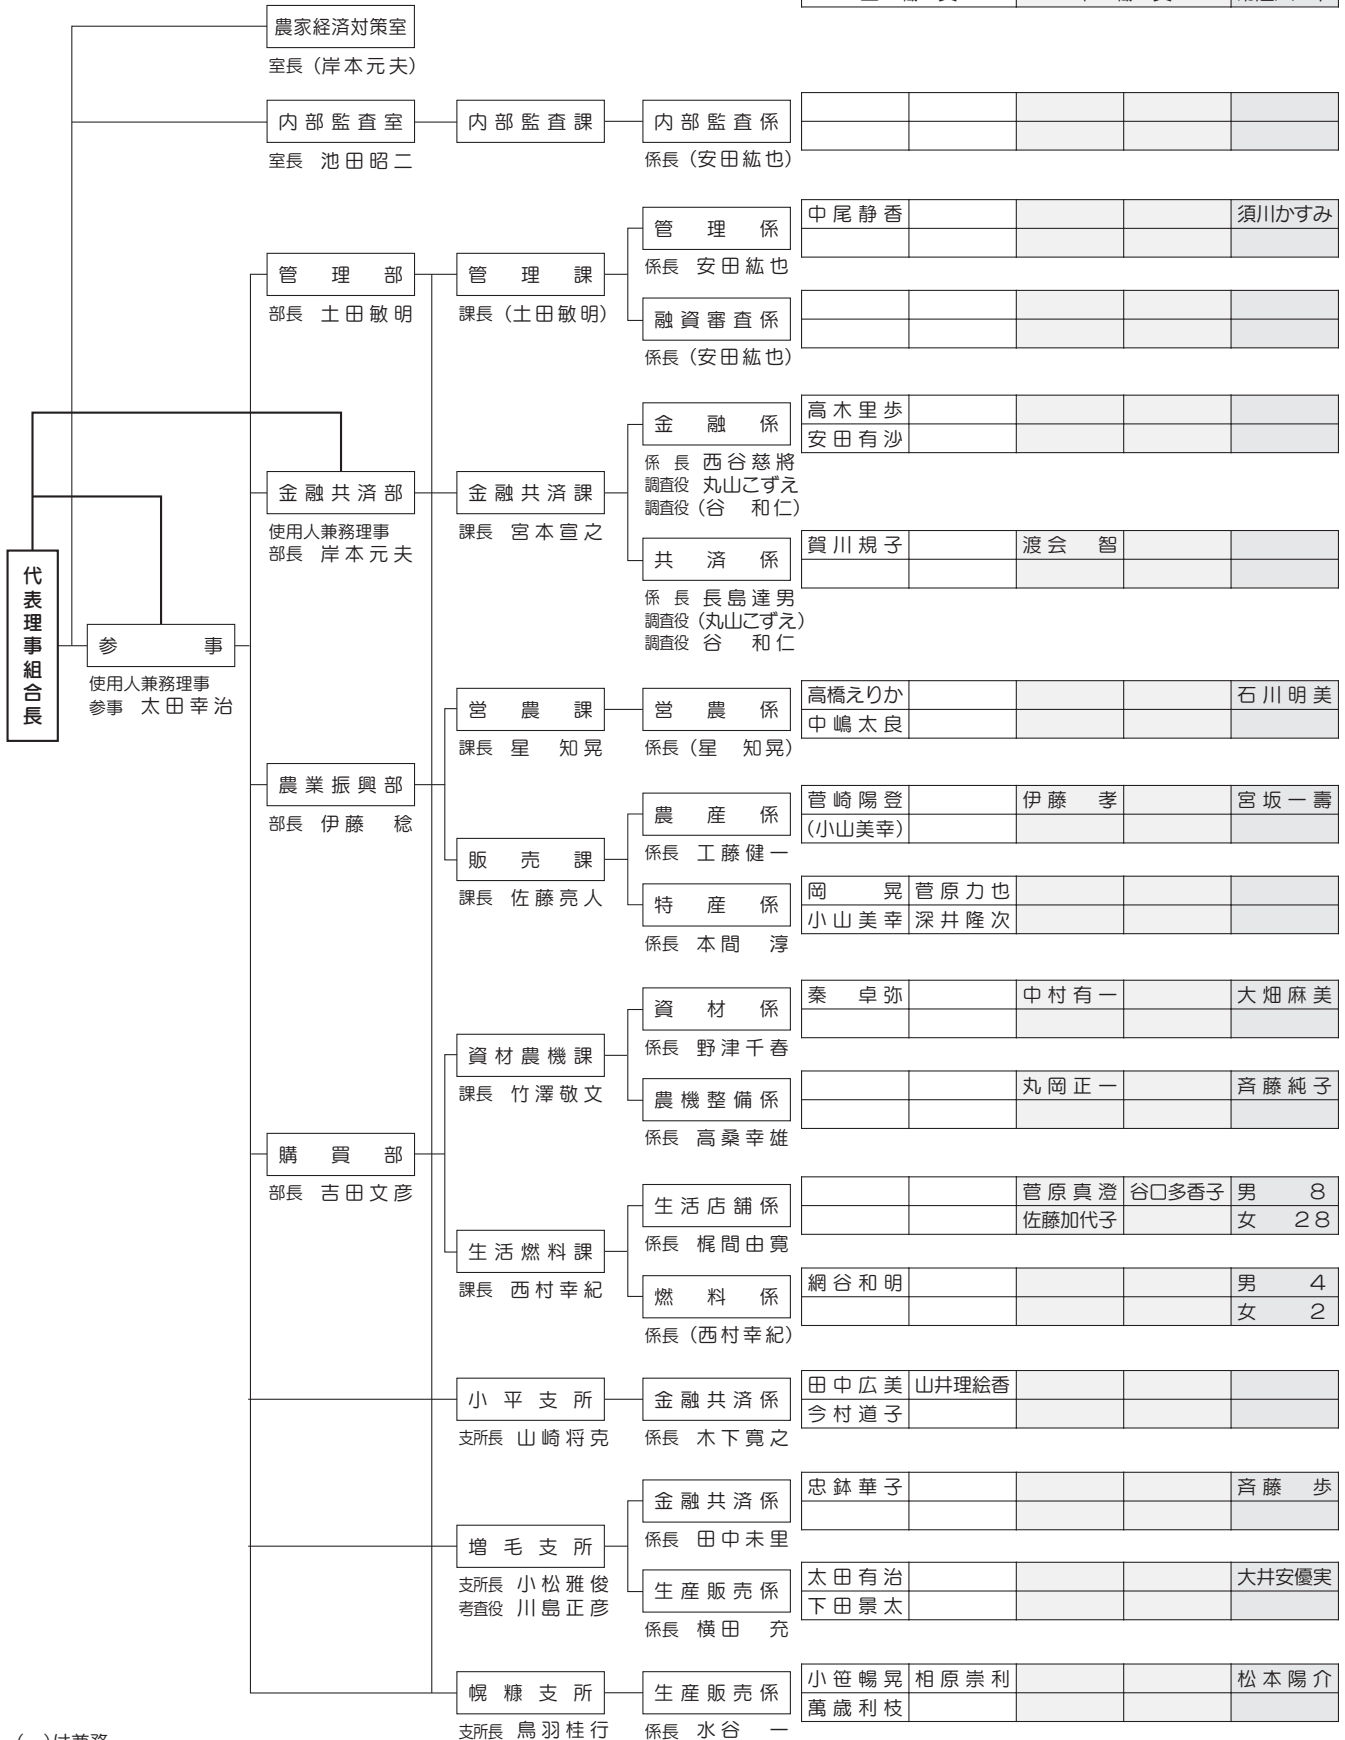 農家経済対策室
室長 (岸本元夫)
内部監査室 内部監査課 内部監査係
室長 池田昭二 係長 (安田紘也)
管理係 中尾静香 須川かすみ
係長 安田紘也
管理部 管理課
部長 土田敏明 課長 (土田敏明)
融資審査係
係長 (安田紘也)
金融係 高木里歩
安田有沙
係長 西谷慈將
調査役 丸山こずえ
調査役 (谷 和仁)
金融共済部 金融共済課
使用人兼務理事
部長 岸本元夫 課長 宮本宣之
共済係 賀川規子 渡会 智
係長 長島達男
調査役 (丸山こずえ)
調査役 谷 和仁
代表理事組合長
参事
使用人兼務理事
参事 太田幸治
営農課 営農係 高橋えりか 石川明美
中嶋太良
課長 星 知晃 係長 (星 知晃)
農業振興部
部長 伊藤 稔
農産係 菅崎陽登 伊藤 孝 宮坂一壽
(小山美幸)
係長 工藤健一
販売課
課長 佐藤亮人
特産係 岡 晃 菅原力也
小山美幸 深井隆次
係長 本間 淳
資材係 秦 卓弥 中村有一 大畑麻美
係長 野津千春
資材農機課
課長 竹澤敬文
農機整備係 丸岡正一 斉藤純子
係長 高桑幸雄
購買部
部長 吉田文彦
生活店舗係 菅原真澄 谷口多香子 男 8
佐藤加代子 女 28
係長 梶間由寛
生活燃料課
課長 西村幸紀
燃料係 網谷和明 男 4
女 2
係長 (西村幸紀)
小平支所 金融共済係 田中広美 山井理絵香
今村道子
支所長 山崎将克 係長 木下寛之
金融共済係 忠鉢華子 斉藤 歩
係長 田中未里
増毛支所
支所長 小松雅俊
考査役 川島正彦
生産販売係 太田有治 大井安優実
下田景太
係長 横田 充
幌糠支所 生産販売係 小笹暢晃 相原崇利 松本陽介
萬歳利枝
支所長 鳥羽桂行 係長 水谷 一